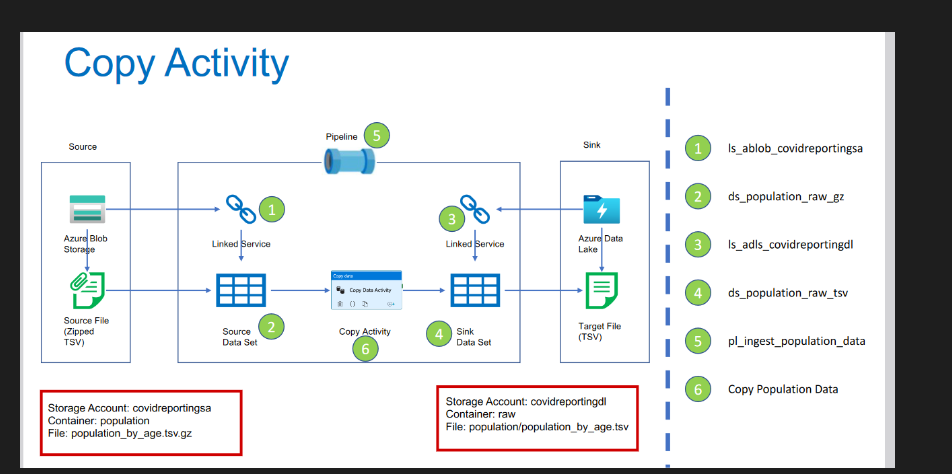 Copy Activity
Pipeline
5
Source
Sink
1
3
Linked Service
Linked Service
Azure Blob
Storage
Azure Data
Lake
Copy data
Copy Data Activity
Source File
(Zipped
TSV)
Source
Data Set
2
Copy Activity
6
4
Sink
Data Set
Target File
(TSV)
Storage Account: covidreportingsa
Container: population
File: population_by_age.tsv.gz
Storage Account: covidreportingdl
Container: raw
File: population/population_by_age.tsv
1 ls_ablob_covidreportingsa
2 ds_population_raw_gz
3 ls_adls_covidreportingdl
4 ds_population_raw_tsv
5 pl_ingest_population_data
6 Copy Population Data